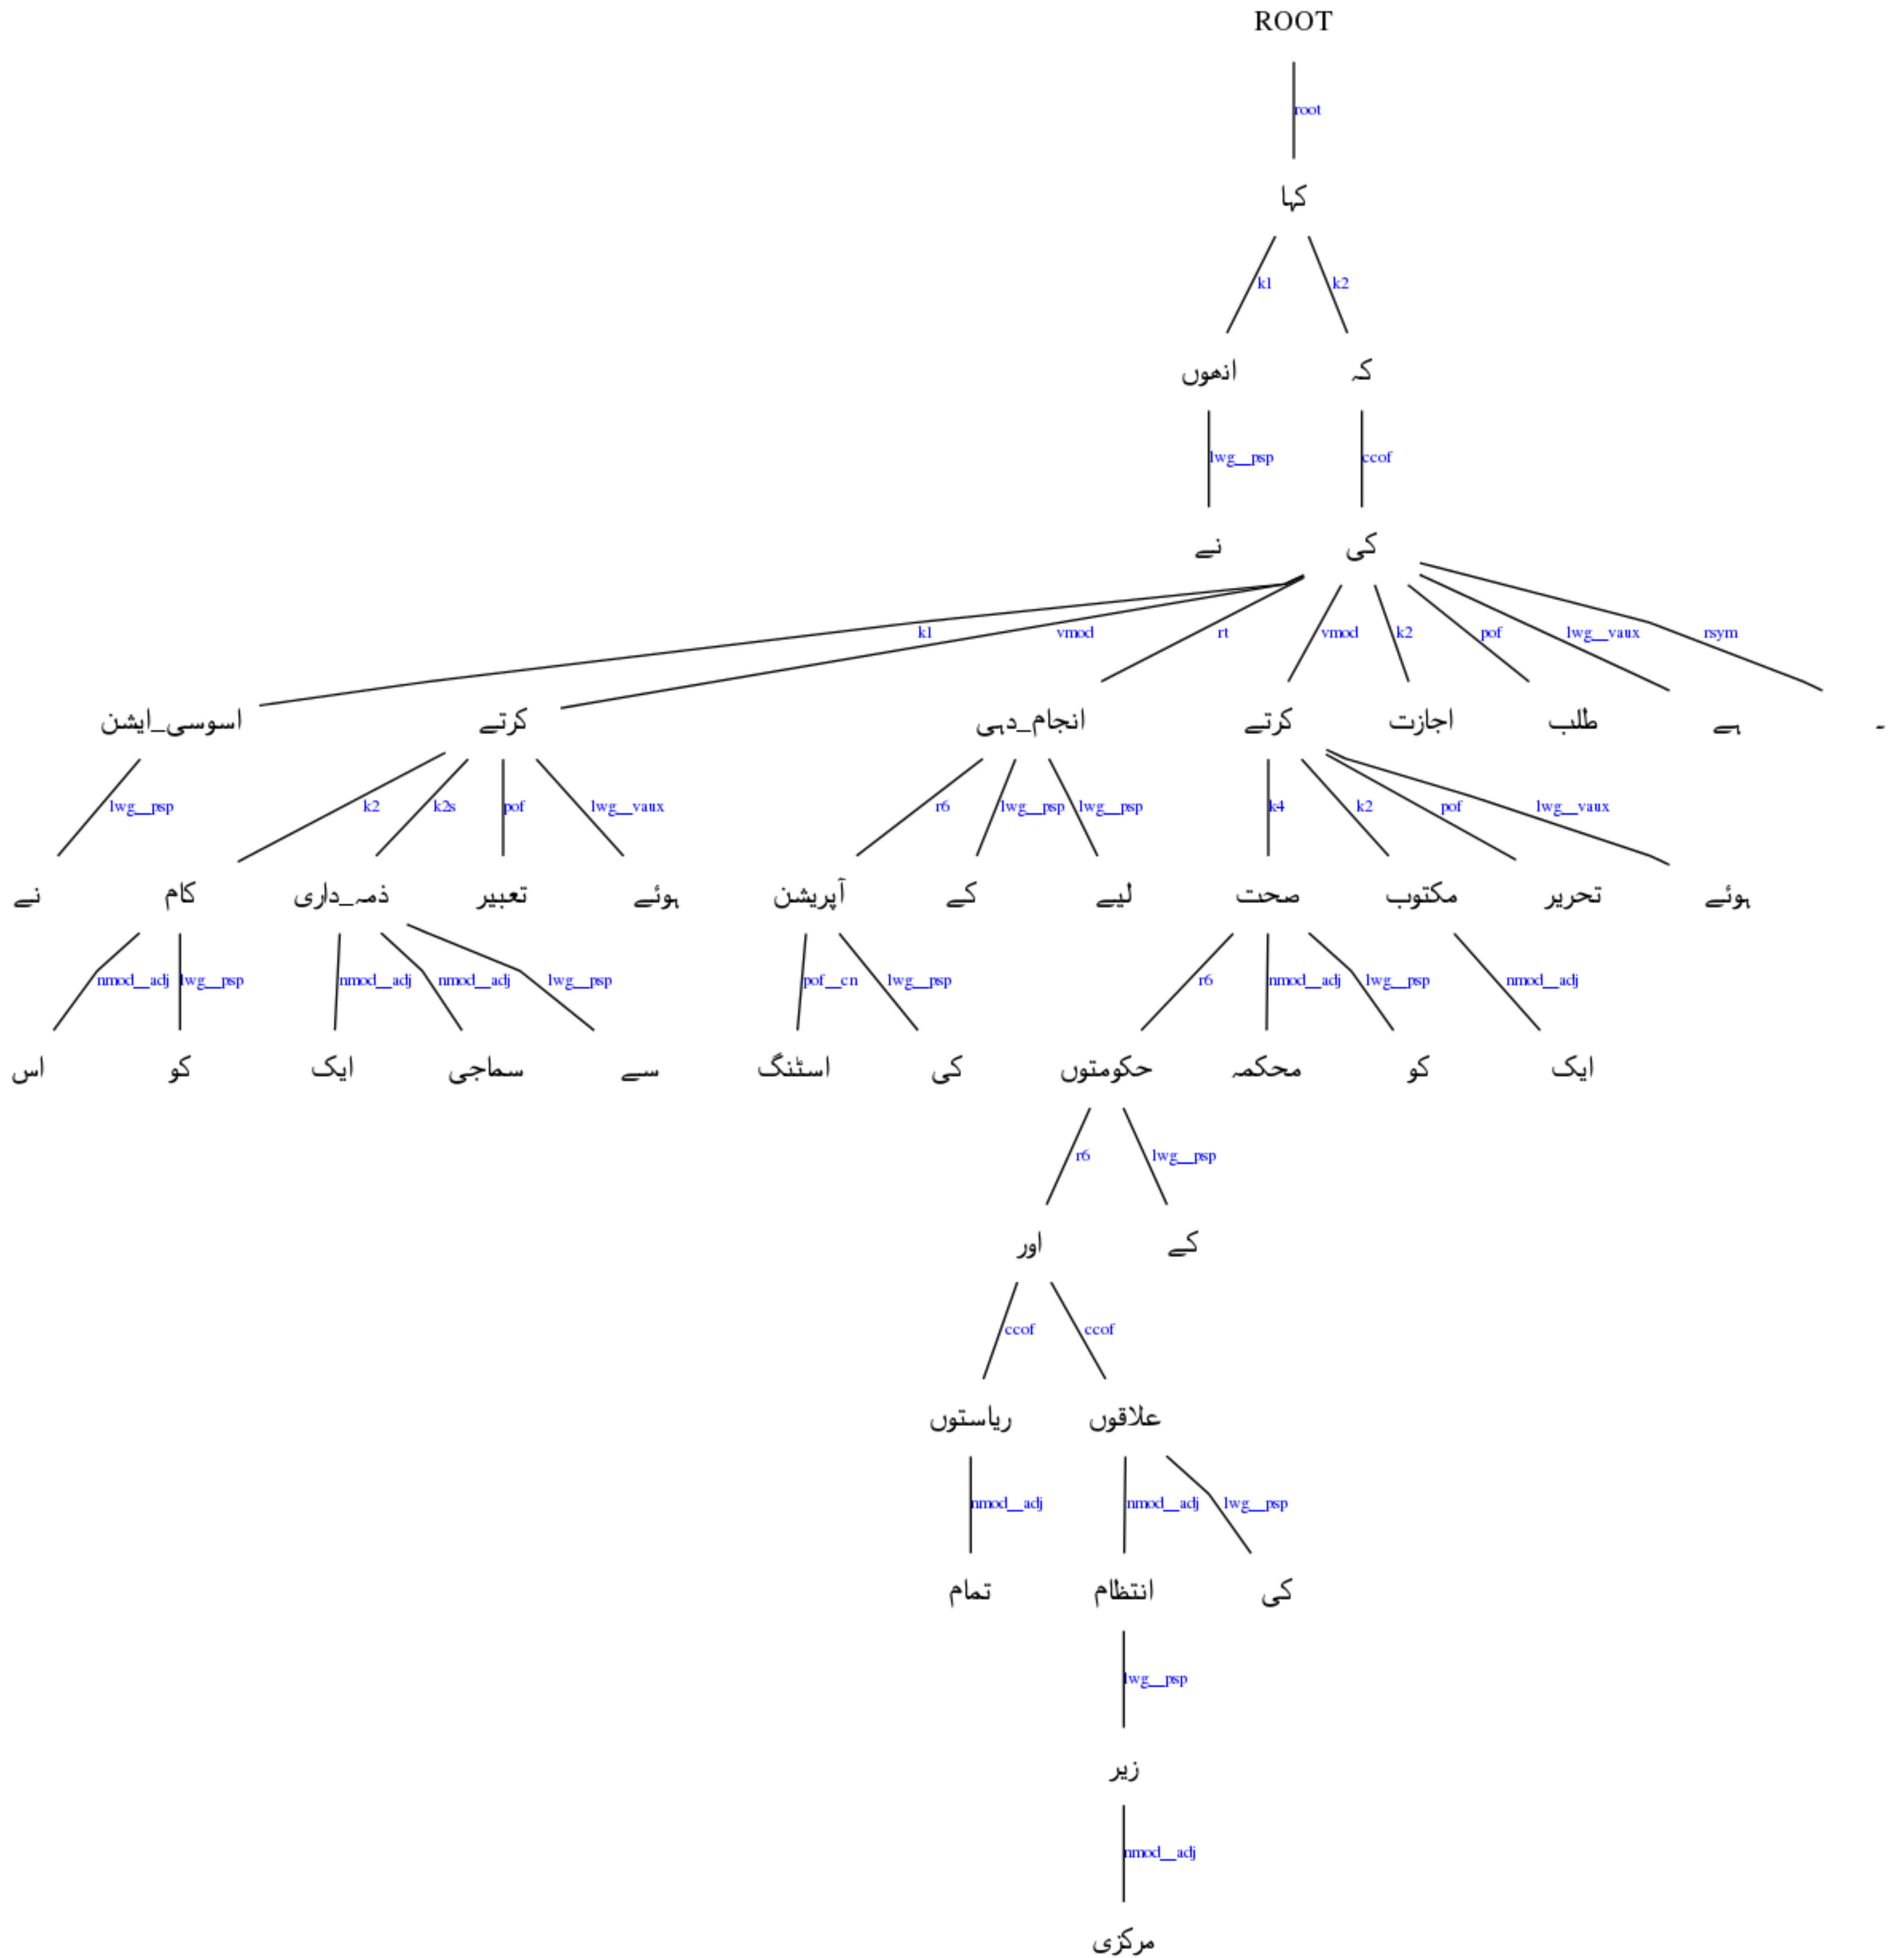 ROOT
root
کہا
k1 k2
انھوں کہ
lwg__psp ccof
نے کی
k1 vmod rt vmod k2 pof lwg__vaux rsym
اسوسی_ایشن کرتے انجام_دہی کرتے اجازت طلب ہے ۔
lwg__psp k2 k2s pof lwg__vaux r6 lwg__psp lwg__psp k4 k2 pof lwg__vaux
نے کام ذمہ_داری تعبیر ہوئے آپریشن کے لیے صحت مکتوب تحریر ہوئے
nmod__adj lwg__psp nmod__adj nmod__adj lwg__psp pof__cn lwg__psp r6 nmod__adj lwg__psp nmod__adj
اس کو ایک سماجی سے اسٹنگ کی حکومتوں محکمہ کو ایک
r6 lwg__psp
اور کے
ccof ccof
ریاستوں علاقوں
nmod__adj nmod__adj lwg__psp
تمام انتظام کی
lwg__psp
زیر
nmod__adj
مرکزی